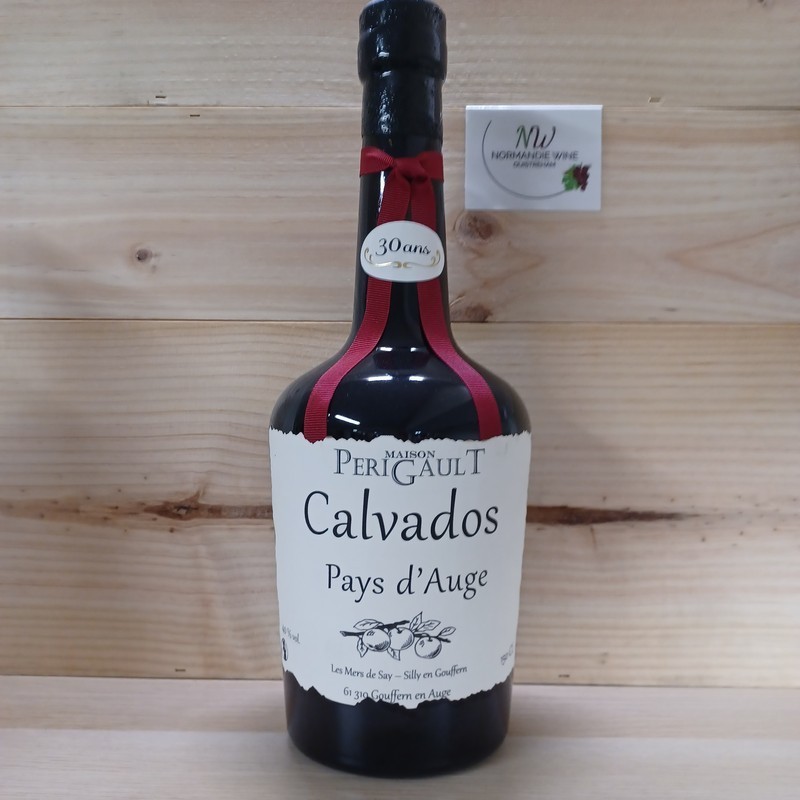 NW
NORMANDIE WINE
OUISTREHAM
30 ans
MAISON
PERIGAULT
Calvados
Pays d'Auge
Les Mers de Say – Silly en Gouffern
61 310 Gouffern en Auge